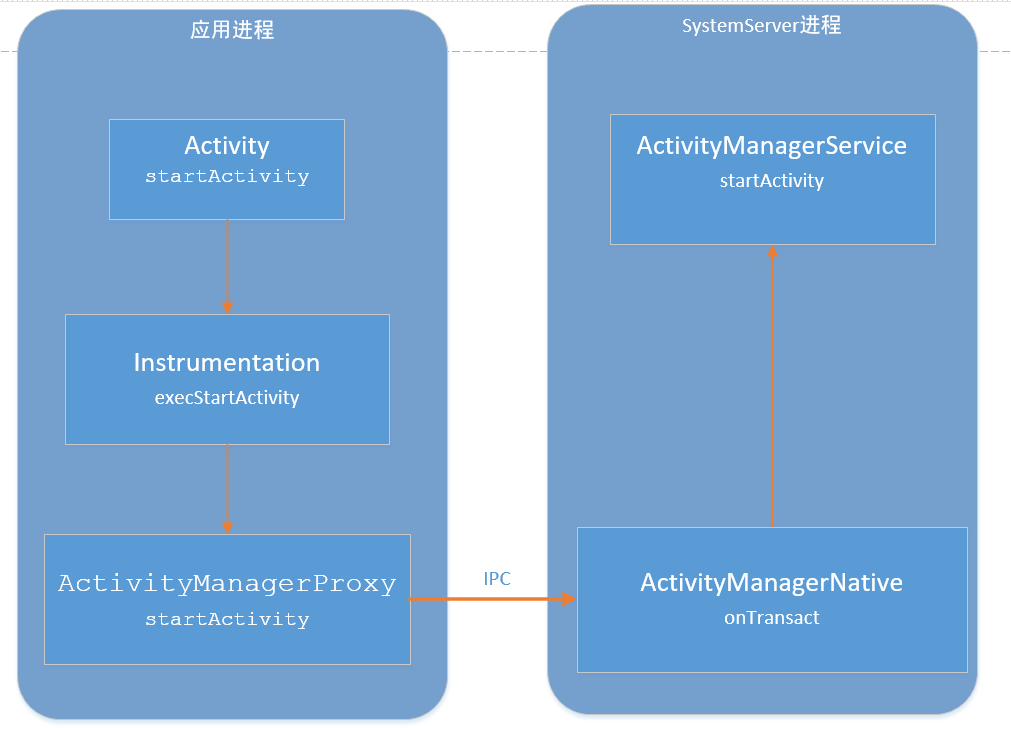 应用进程
Activity
startActivity
Instrumentation
execStartActivity
ActivityManagerProxy
startActivity
IPC
SystemServer进程
ActivityManagerService
startActivity
ActivityManagerNative
onTransact